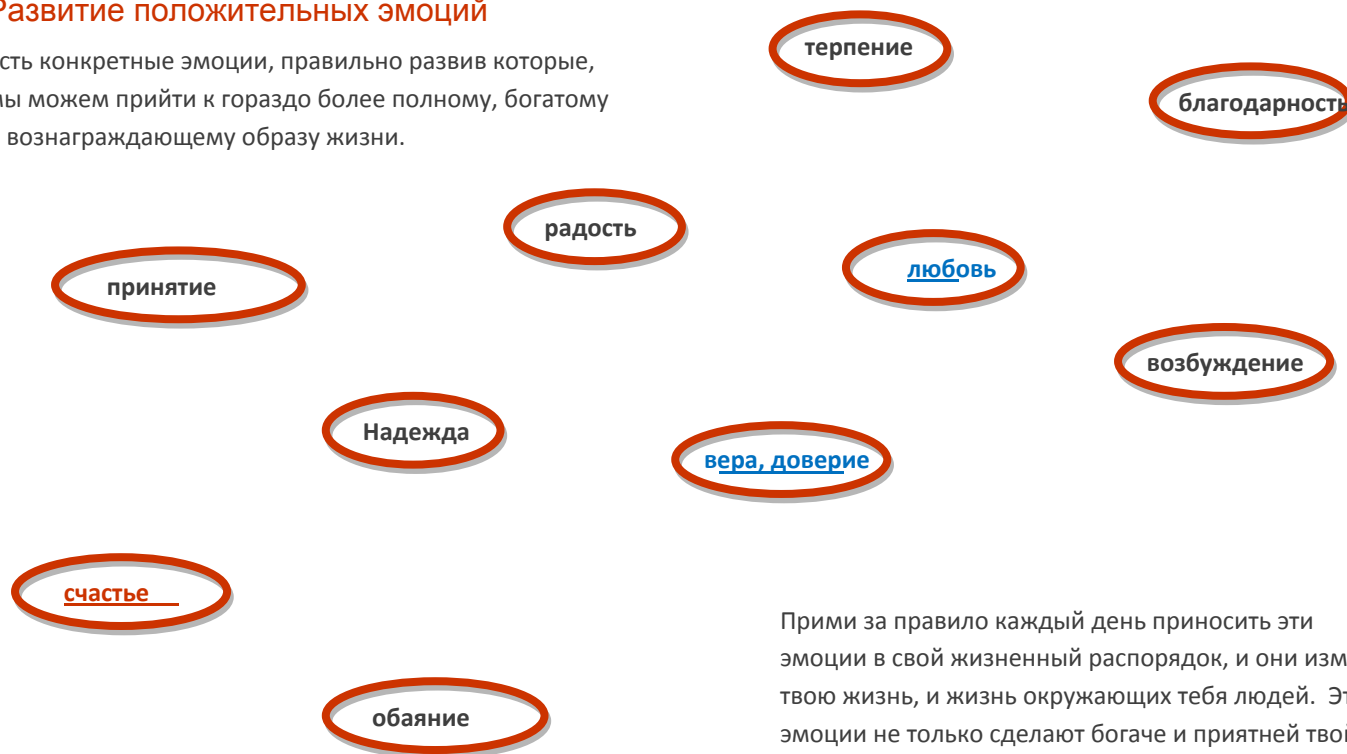 Развитие положительных эмоций
сть конкретные эмоции, правильно развив которые,
мы можем прийти к гораздо более полному, богатому
вознаграждающему образу жизни.
терпение
благодарность
радость
любовь
принятие
возбуждение
Надежда
вера, доверие
счастье
Прими за правило каждый день приносить эти
эмоции в свой жизненный распорядок, и они изм
твою жизнь, и жизнь окружающих тебя людей. Эт
обаяние
эмоции не только сделают богаче и приятней твой